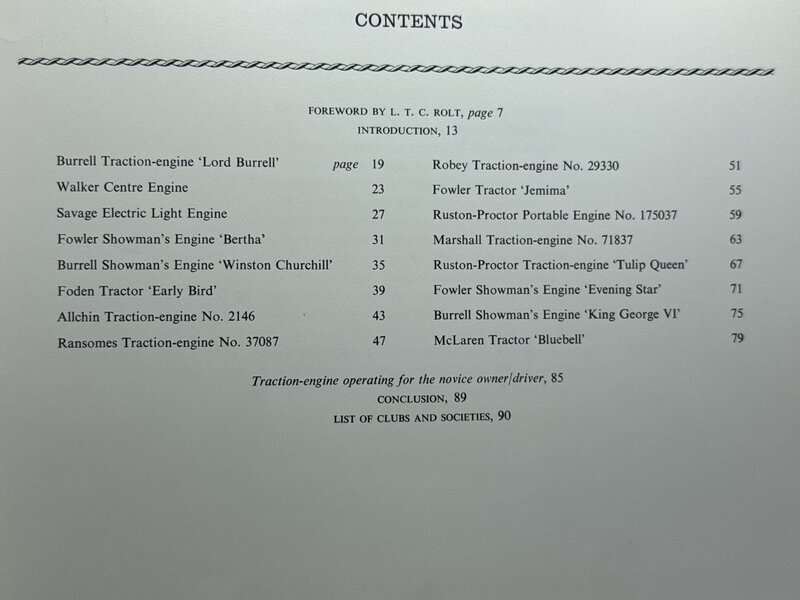 CONTENTS
FOREWORD BY L. T. C. ROLT, page 7
INTRODUCTION, 13
Burrell Traction-engine ‘Lord Burrell’ page 19
Walker Centre Engine 23
Savage Electric Light Engine 27
Fowler Showman's Engine ‘Bertha’ 31
Burrell Showman's Engine ‘Winston Churchill’ 35
Foden Tractor ‘Early Bird’ 39
Allchin Traction-engine No. 2146 43
Ransomes Traction-engine No. 37087 47
Robey Traction-engine No. 29330 51
Fowler Tractor ‘Jemima’ 55
Ruston-Proctor Portable Engine No. 175037 59
Marshall Traction-engine No. 71837 63
Ruston-Proctor Traction-engine ‘Tulip Queen’ 67
Fowler Showman's Engine ‘Evening Star’ 71
Burrell Showman's Engine ‘King George VI’ 75
McLaren Tractor ‘Bluebell’ 79
Traction-engine operating for the novice owner/driver, 85
CONCLUSION, 89
LIST OF CLUBS AND SOCIETIES, 90